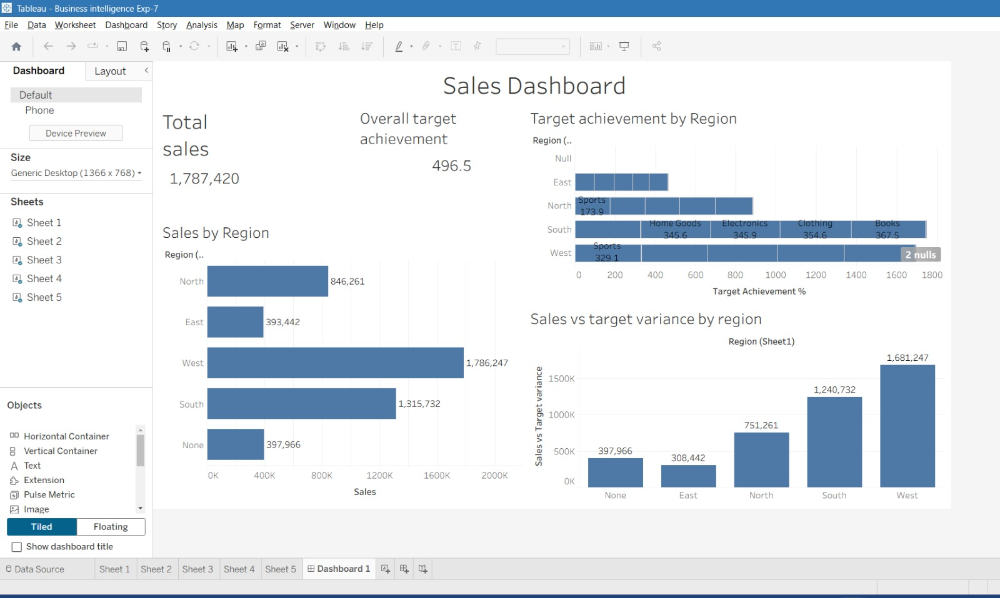 Tableau - Business intelligence Exp-7
File Data Worksheet Dashboard Story Analysis Map Format Server Window Help
Dashboard Layout
Default
Phone
Device Preview
Size
Generic Desktop (1366 x 768)
Sheets
Sheet 1
Sheet 2
Sheet 3
Sheet 4
Sheet 5
Objects
Horizontal Container
Vertical Container
A Text
Extension
Pulse Metric
Image
Tiled Floating
Show dashboard title
Sales Dashboard
Total
sales
1,787,420
Overall target
achievement
496.5
Sales by Region
Region (..
North 846,261
East 393,442
West 1,786,247
South 1,315,732
None 397,966
0K 400K 800K 1200K 1600K 2000K
Sales
Target achievement by Region
Region (..
Null
East
North Sports
173.9
South Home Goods Electronics Clothing Books
345.6 345.9 354.6 367.5
West Sports
329.1
2 nulls
0 200 400 600 800 1000 1200 1400 1600 1800
Target Achievement %
Sales vs target variance by region
Region (Sheet1)
Sales vs Target variance
1500K
1000K
500K
0K
397,966 308,442 751,261 1,240,732 1,681,247
None East North South West
Data Source Sheet 1 Sheet 2 Sheet 3 Sheet 4 Sheet 5 Dashboard 1